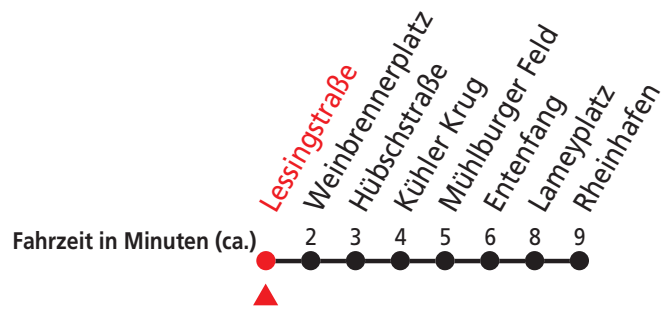 Lessingstraße
Weinbrennerplatz
Hübschstraße
Kühler Krug
Mühlburger Feld
Entenfang
Lameyplatz
Rheinhafen
Fahrzeit in Minuten (ca.) 2 3 4 5 6 8 9